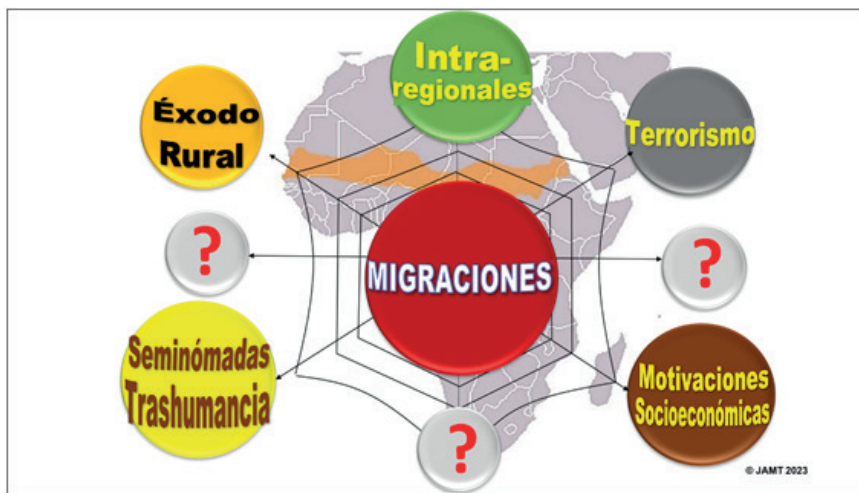 Intra-
regionales
Éxodo
Rural
Terrorismo
?
MIGRACIONES
?
Seminómadas
Trashumancia
Motivaciones
Socioeconómicas
?
© JAMT 2023